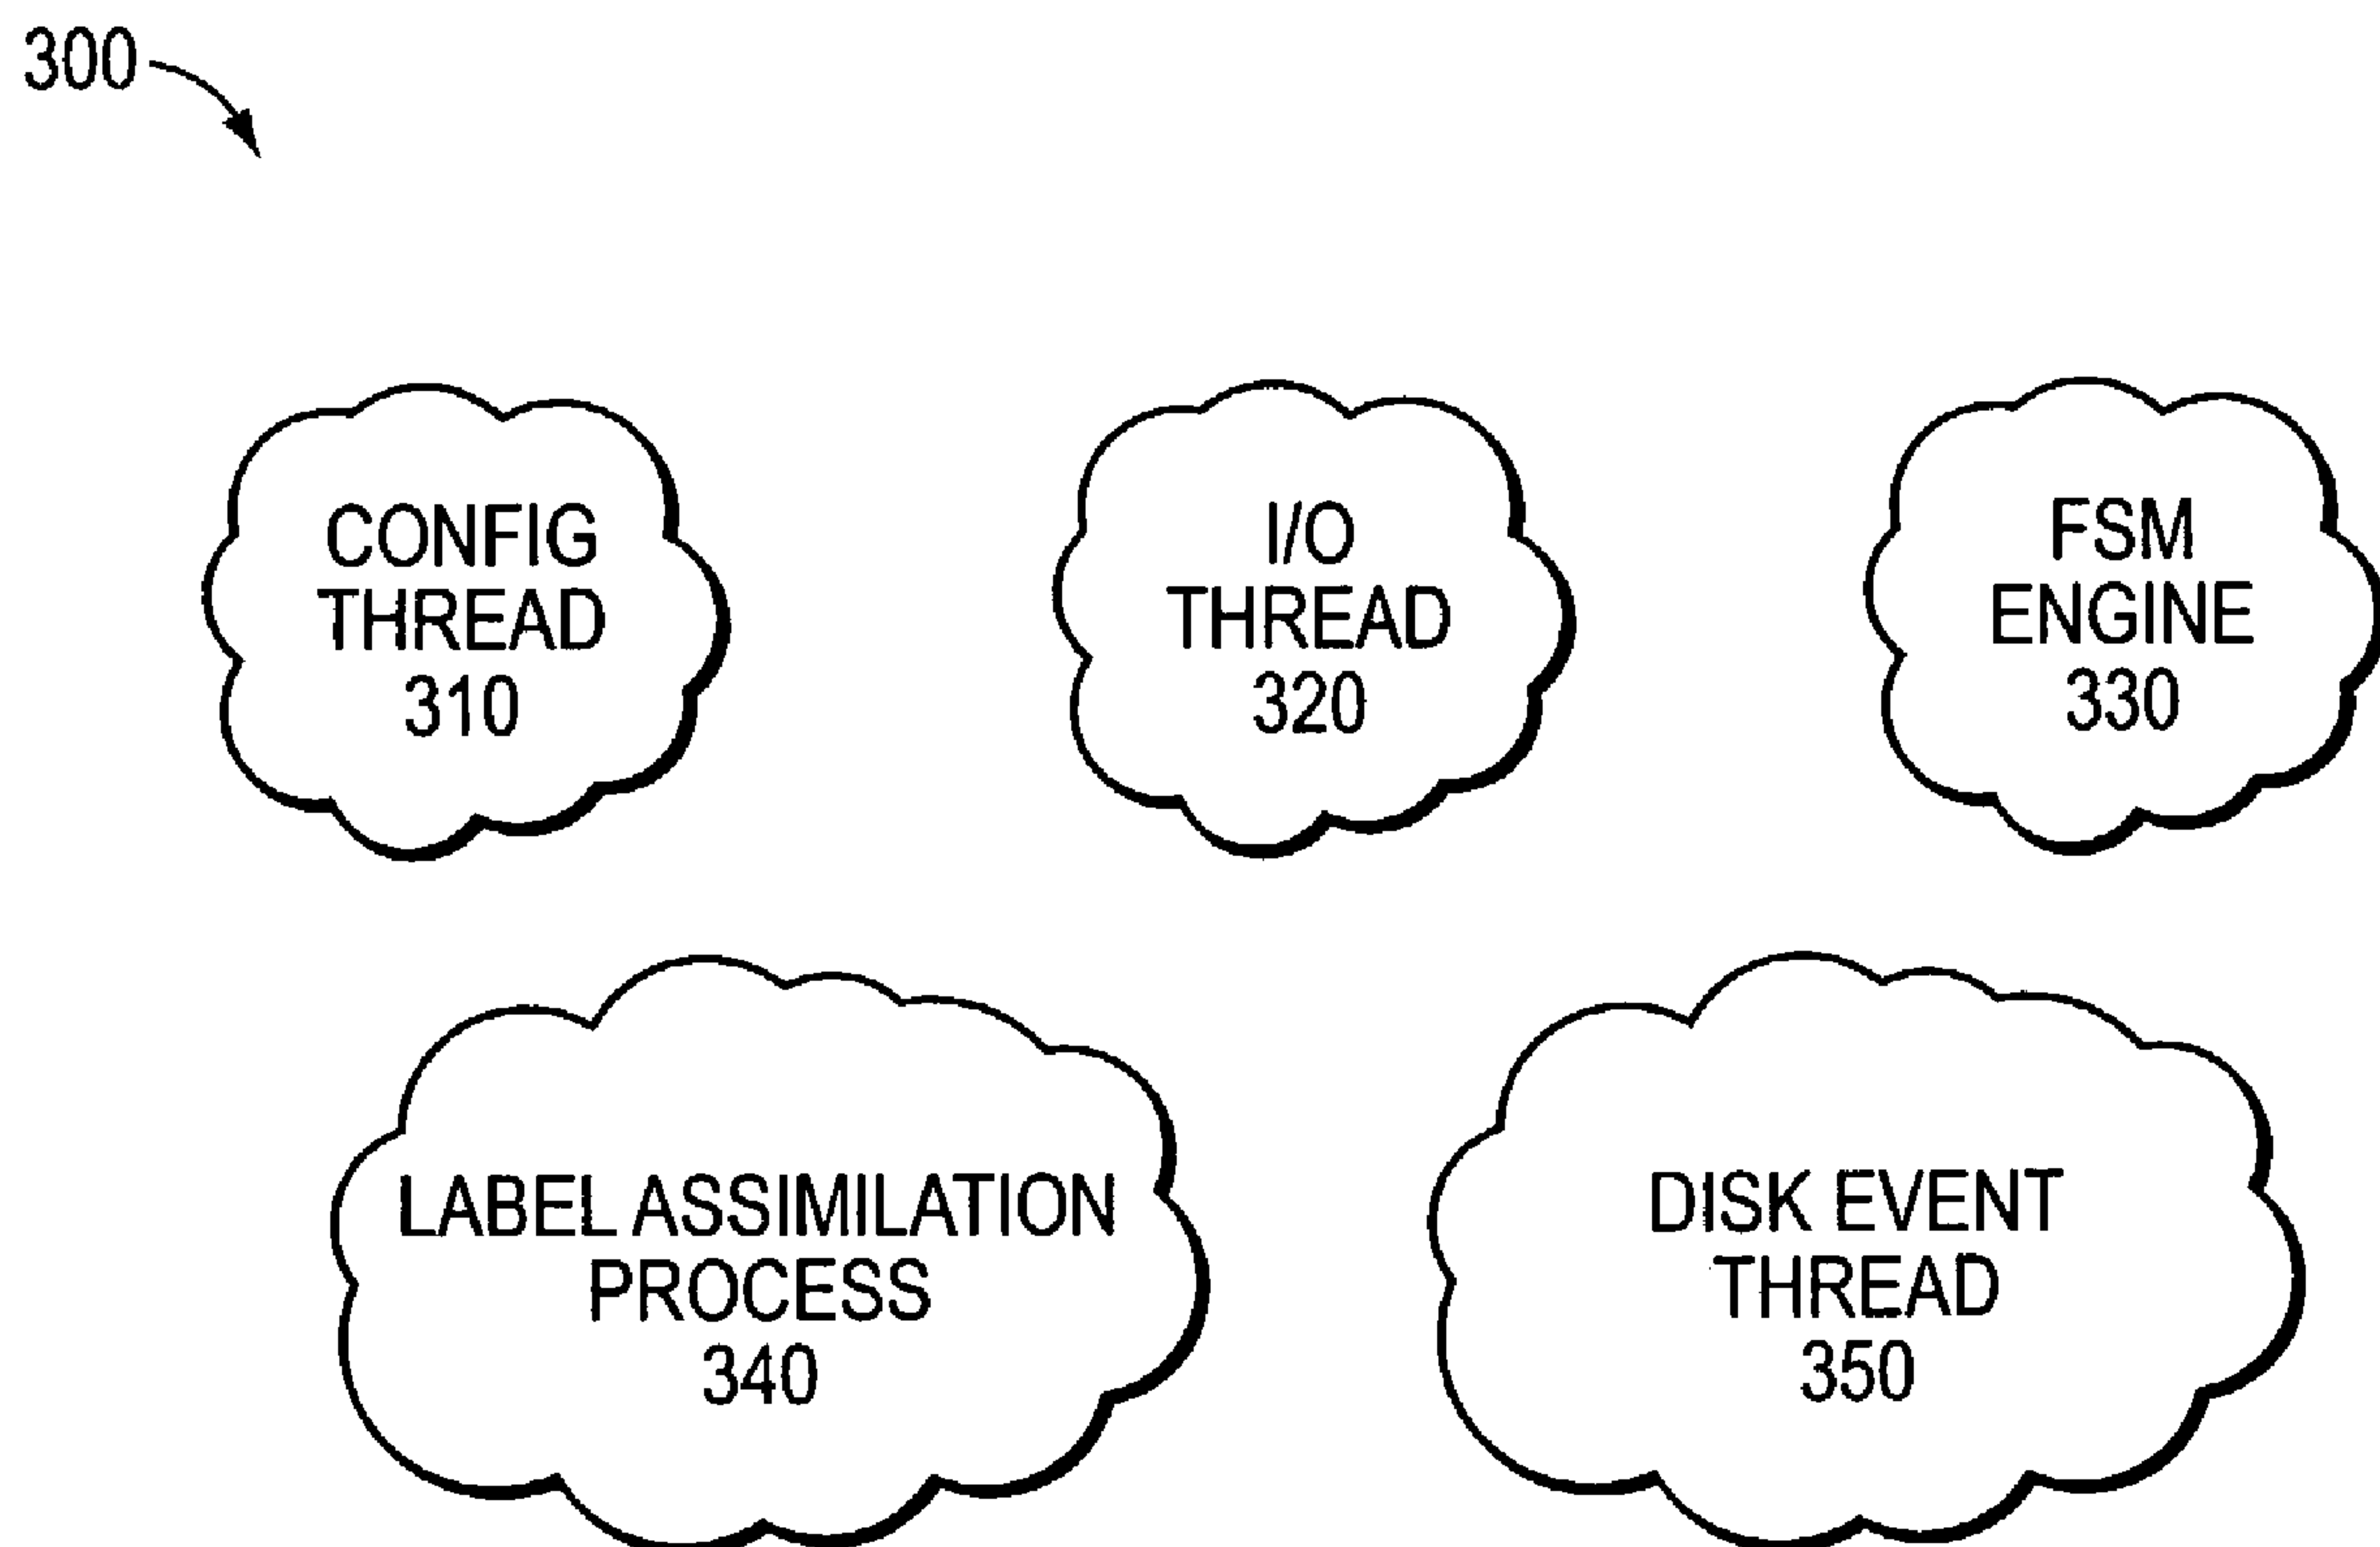 300
CONFIG
THREAD
310
I/O
THREAD
320
FSM
ENGINE
330
LABEL ASSIMILATION
PROCESS
340
DISK EVENT
THREAD
350